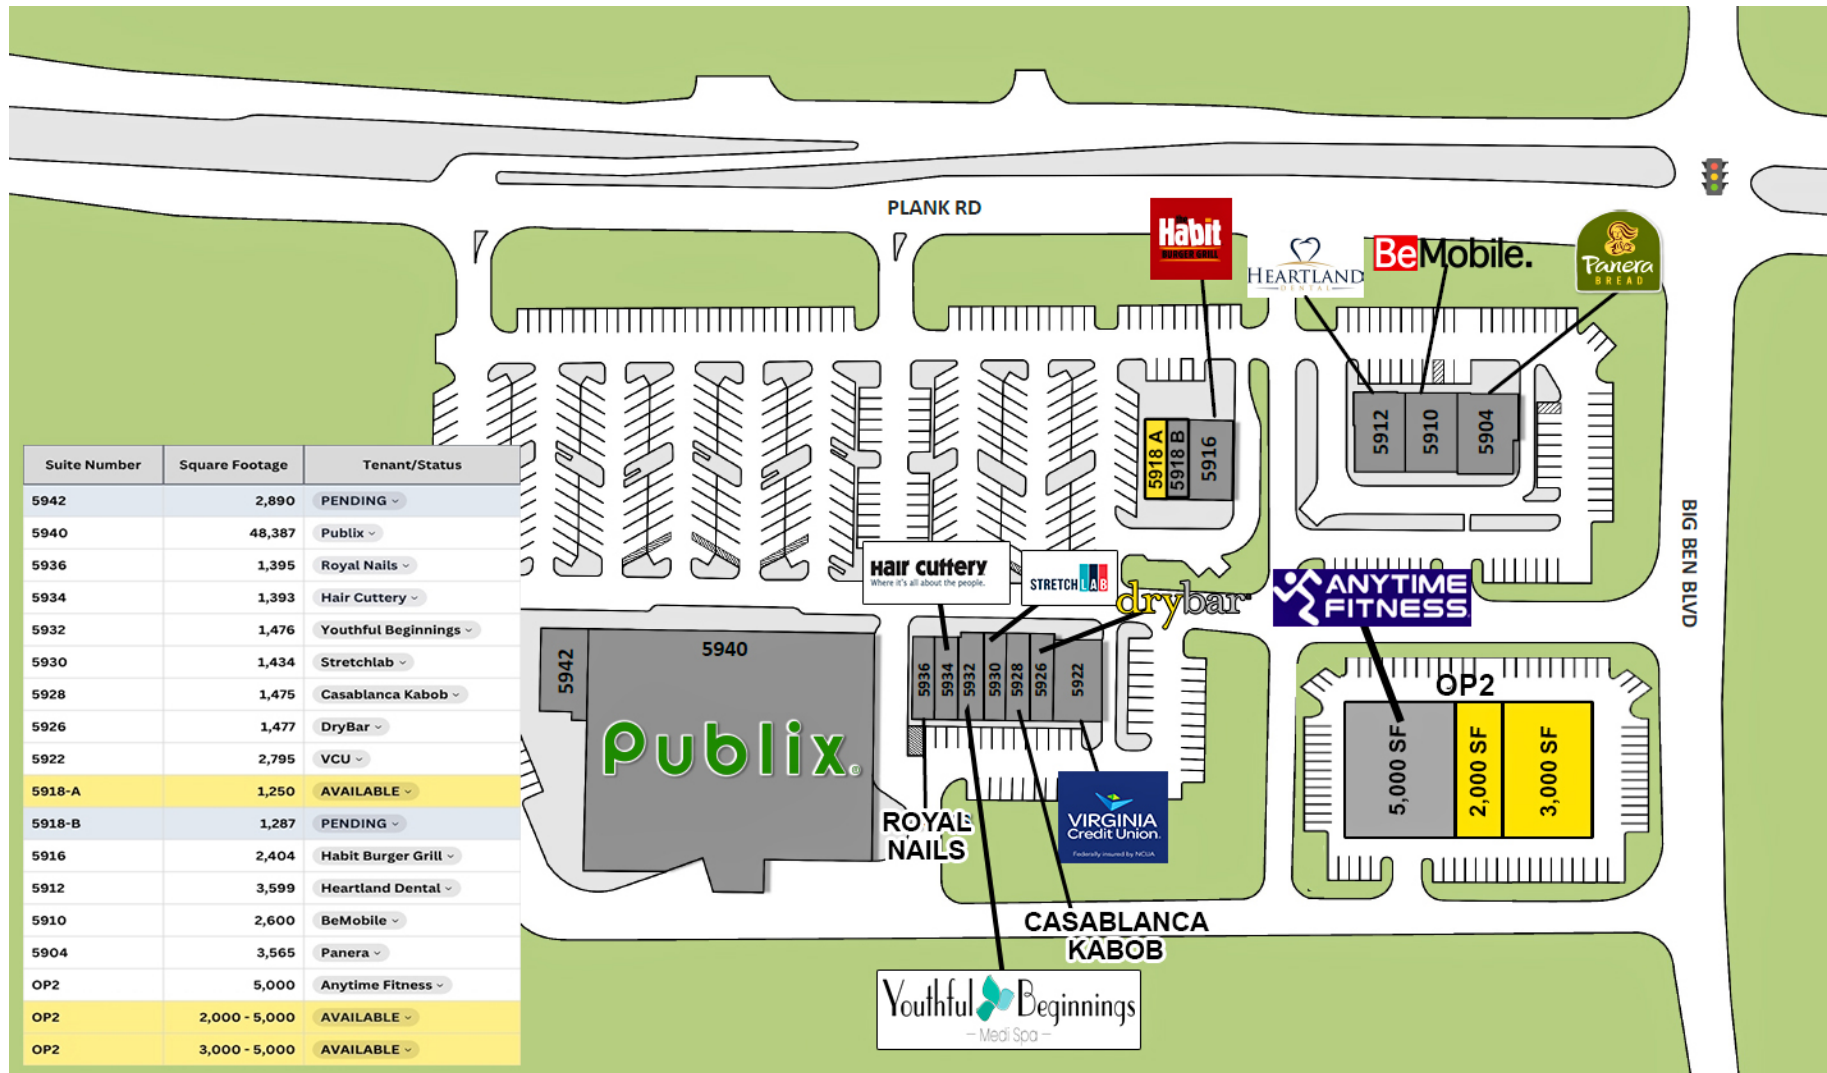 PLANK RD
the
Habit
BURGER GRILL
HEARTLAND
DENTAL
BeMobile.
Panera
BREAD
5918 A
5918 B
5916
5912
5910
5904
BIG BEN BLVD
Suite Number Square Footage Tenant/Status
5942 2,890 PENDING
5940 48,387 Publix
5936 1,395 Royal Nails
5934 1,393 Hair Cuttery
5932 1,476 Youthful Beginnings
5930 1,434 Stretchlab
5928 1,475 Casablanca Kabob
5926 1,477 DryBar
5922 2,795 VCU
5918-A 1,250 AVAILABLE
5918-B 1,287 PENDING
5916 2,404 Habit Burger Grill
5912 3,599 Heartland Dental
5910 2,600 BeMobile
5904 3,565 Panera
OP2 5,000 Anytime Fitness
OP2 2,000 - 5,000 AVAILABLE
OP2 3,000 - 5,000 AVAILABLE
Hair Cuttery
Where it's all about the people.
STRETCHLAB
drybar
ANYTIME
FITNESS
5942
5940
Publix
5936
5934
5932
5930
5928
5926
5922
OP2
5,000 SF
2,000 SF
3,000 SF
ROYAL
NAILS
VIRGINIA
Credit Union
Federally insured by NCUA
CASABLANCA
KABOB
Youthful Beginnings
Medi Spa